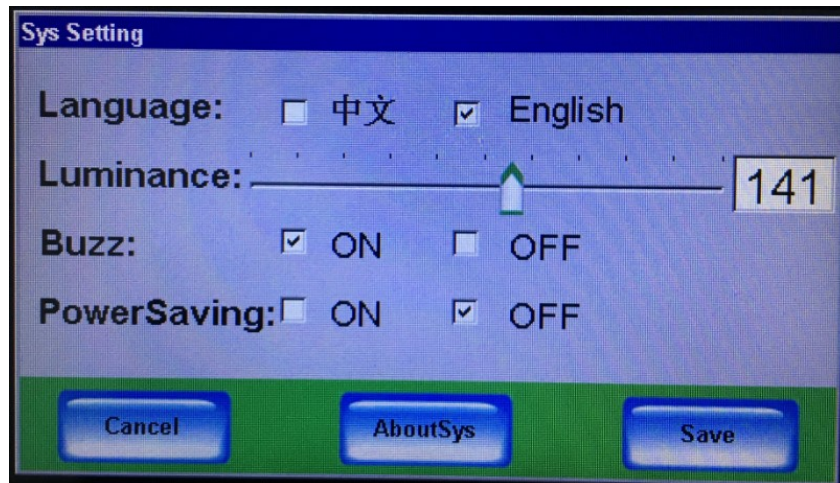 Sys Setting
Language: 中文 English
Luminance: 141
Buzz: ON OFF
PowerSaving: ON OFF
Cancel AboutSys Save